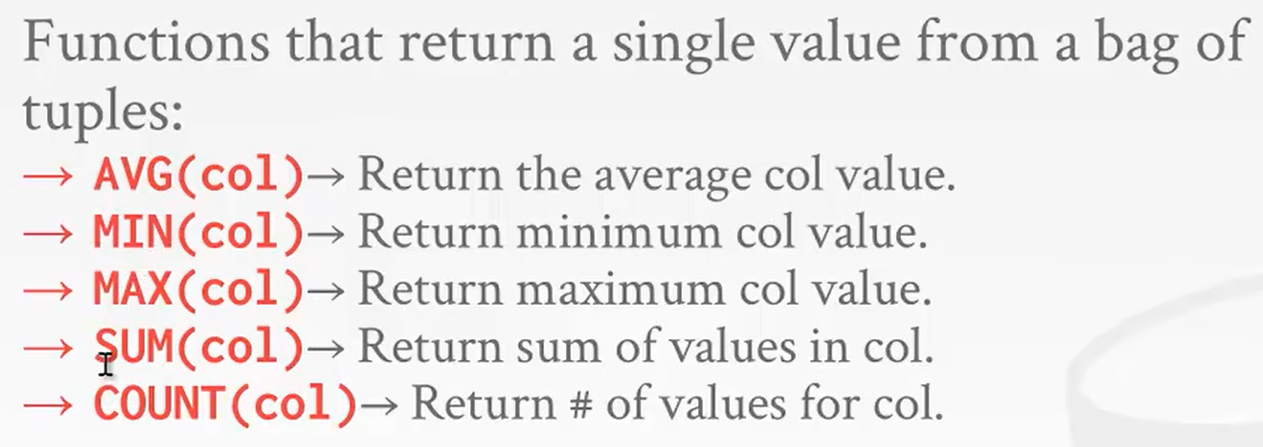 Functions that return a single value from a bag of
tuples:
→ AVG(col)→ Return the average col value.
→ MIN(col)→ Return minimum col value.
→ MAX(col)→ Return maximum col value.
→ SUM(col)→ Return sum of values in col.
→ COUNT(col)→ Return # of values for col.